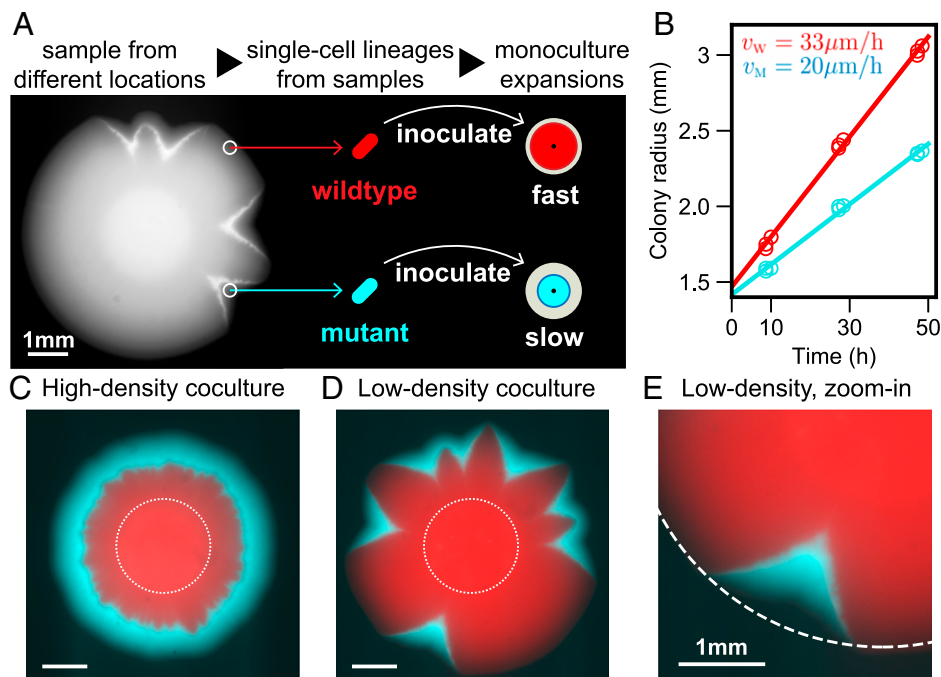 A
sample from
different locations
single-cell lineages
from samples
monoculture
expansions
inoculate
wildtype
fast
inoculate
mutant
slow
1mm
B
v_W = 33μm/h
v_M = 20μm/h
Colony radius (mm)
3
2.4
2.0
1.5
0
10
30
50
Time (h)
C High-density coculture
D Low-density coculture
E Low-density, zoom-in
1mm